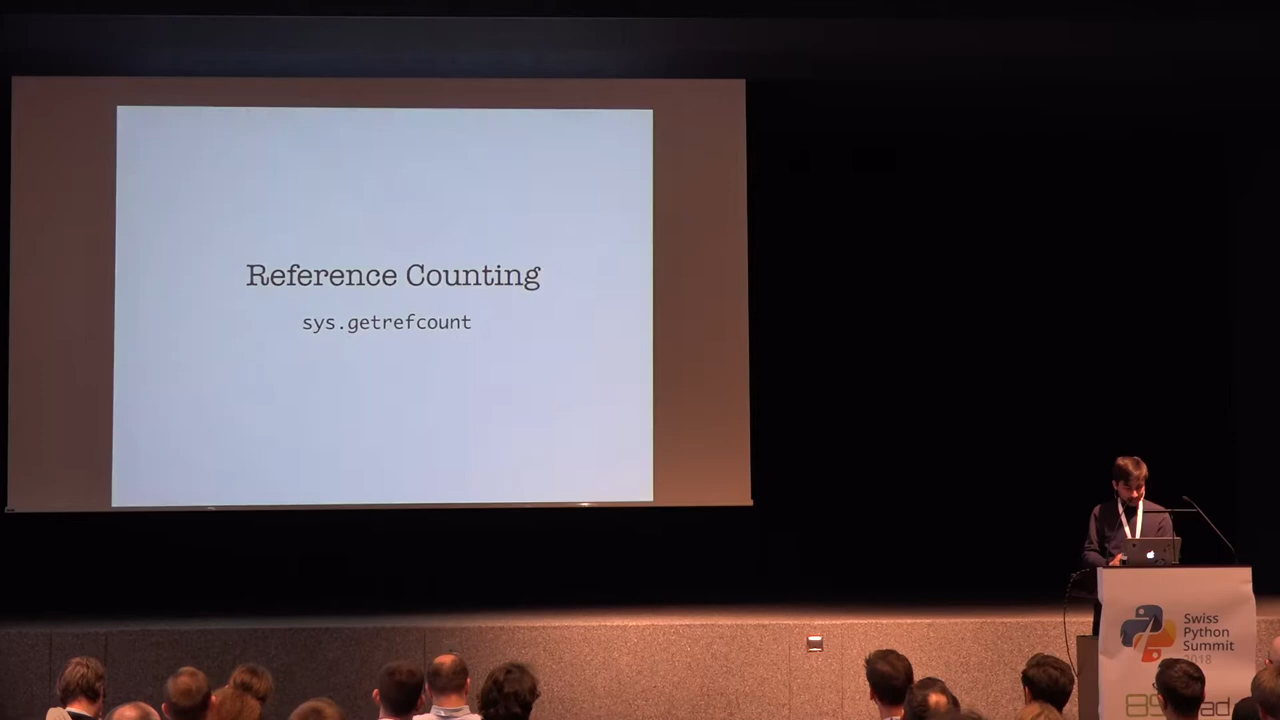 Reference Counting
sys.getrefcount
Swiss
Python
Summit
2018